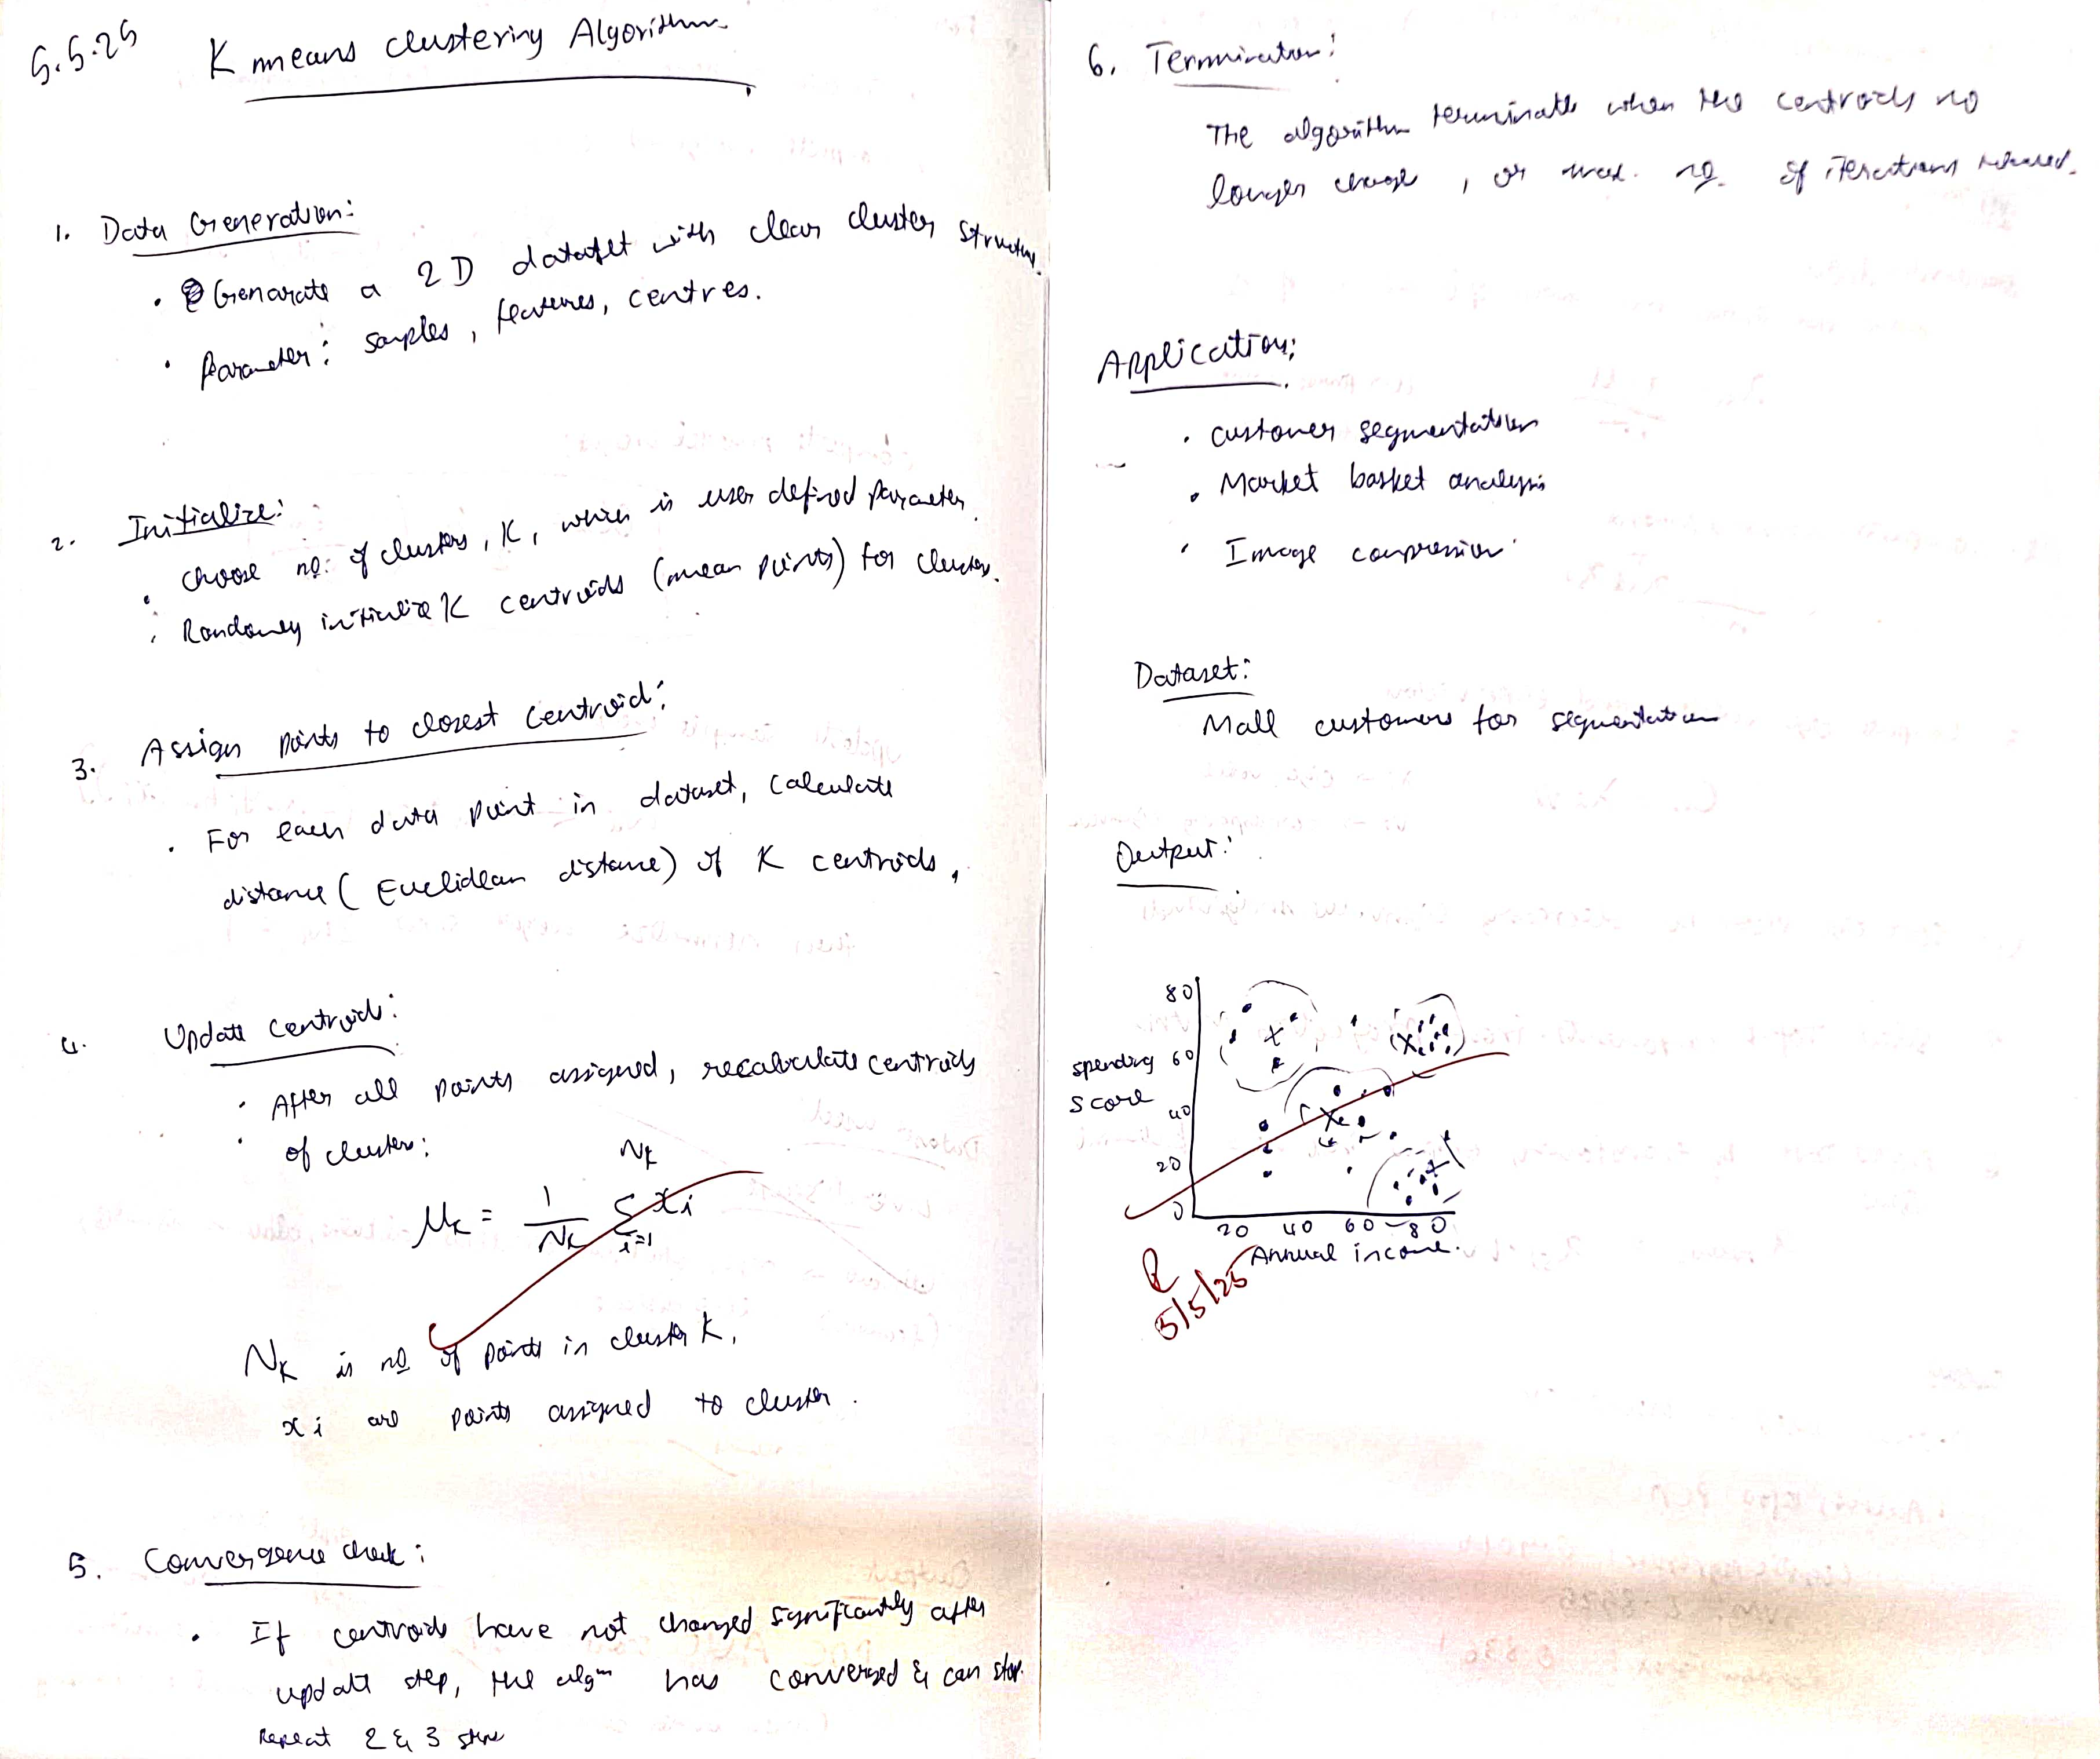 5.5.25
K means clustering Algorithm
1. Data Generation:
• Genarate a 2D dataset with clear cluster structure.
• Parameter: samples, features, centres.
2. Initialize:
• choose no. of clusters, K, which is user defined parameter.
• Randomly initialize K centroids (mean points) for cluster.
3. Assign points to closest centroid:
• For each data point in dataset, calculate
distance (Euclidean distance) of K centroids,
4. Update centroids:
• After all points assigned, recalculate centroids
• of cluster:
μk = 1/Nk Σ i=1 Nk xi
Nk is no of points in cluster K,
xi are points assigned to cluster.
5. Convergence check:
• If centroids have not changed significantly after
update step, the algm has converged & can stop.
Repeat 2 & 3 steps
6. Termination:
The algorithm terminate when the centroids no
longer change, or max. no. of iterations reached.
Application:
• customer segmentation
• Market basket analysis
• Image compression
Dataset:
Mall customers for segmentation
Output:
80
spending 60
score 40
20
0
20 40 60 80
Annual income.
5/5/25